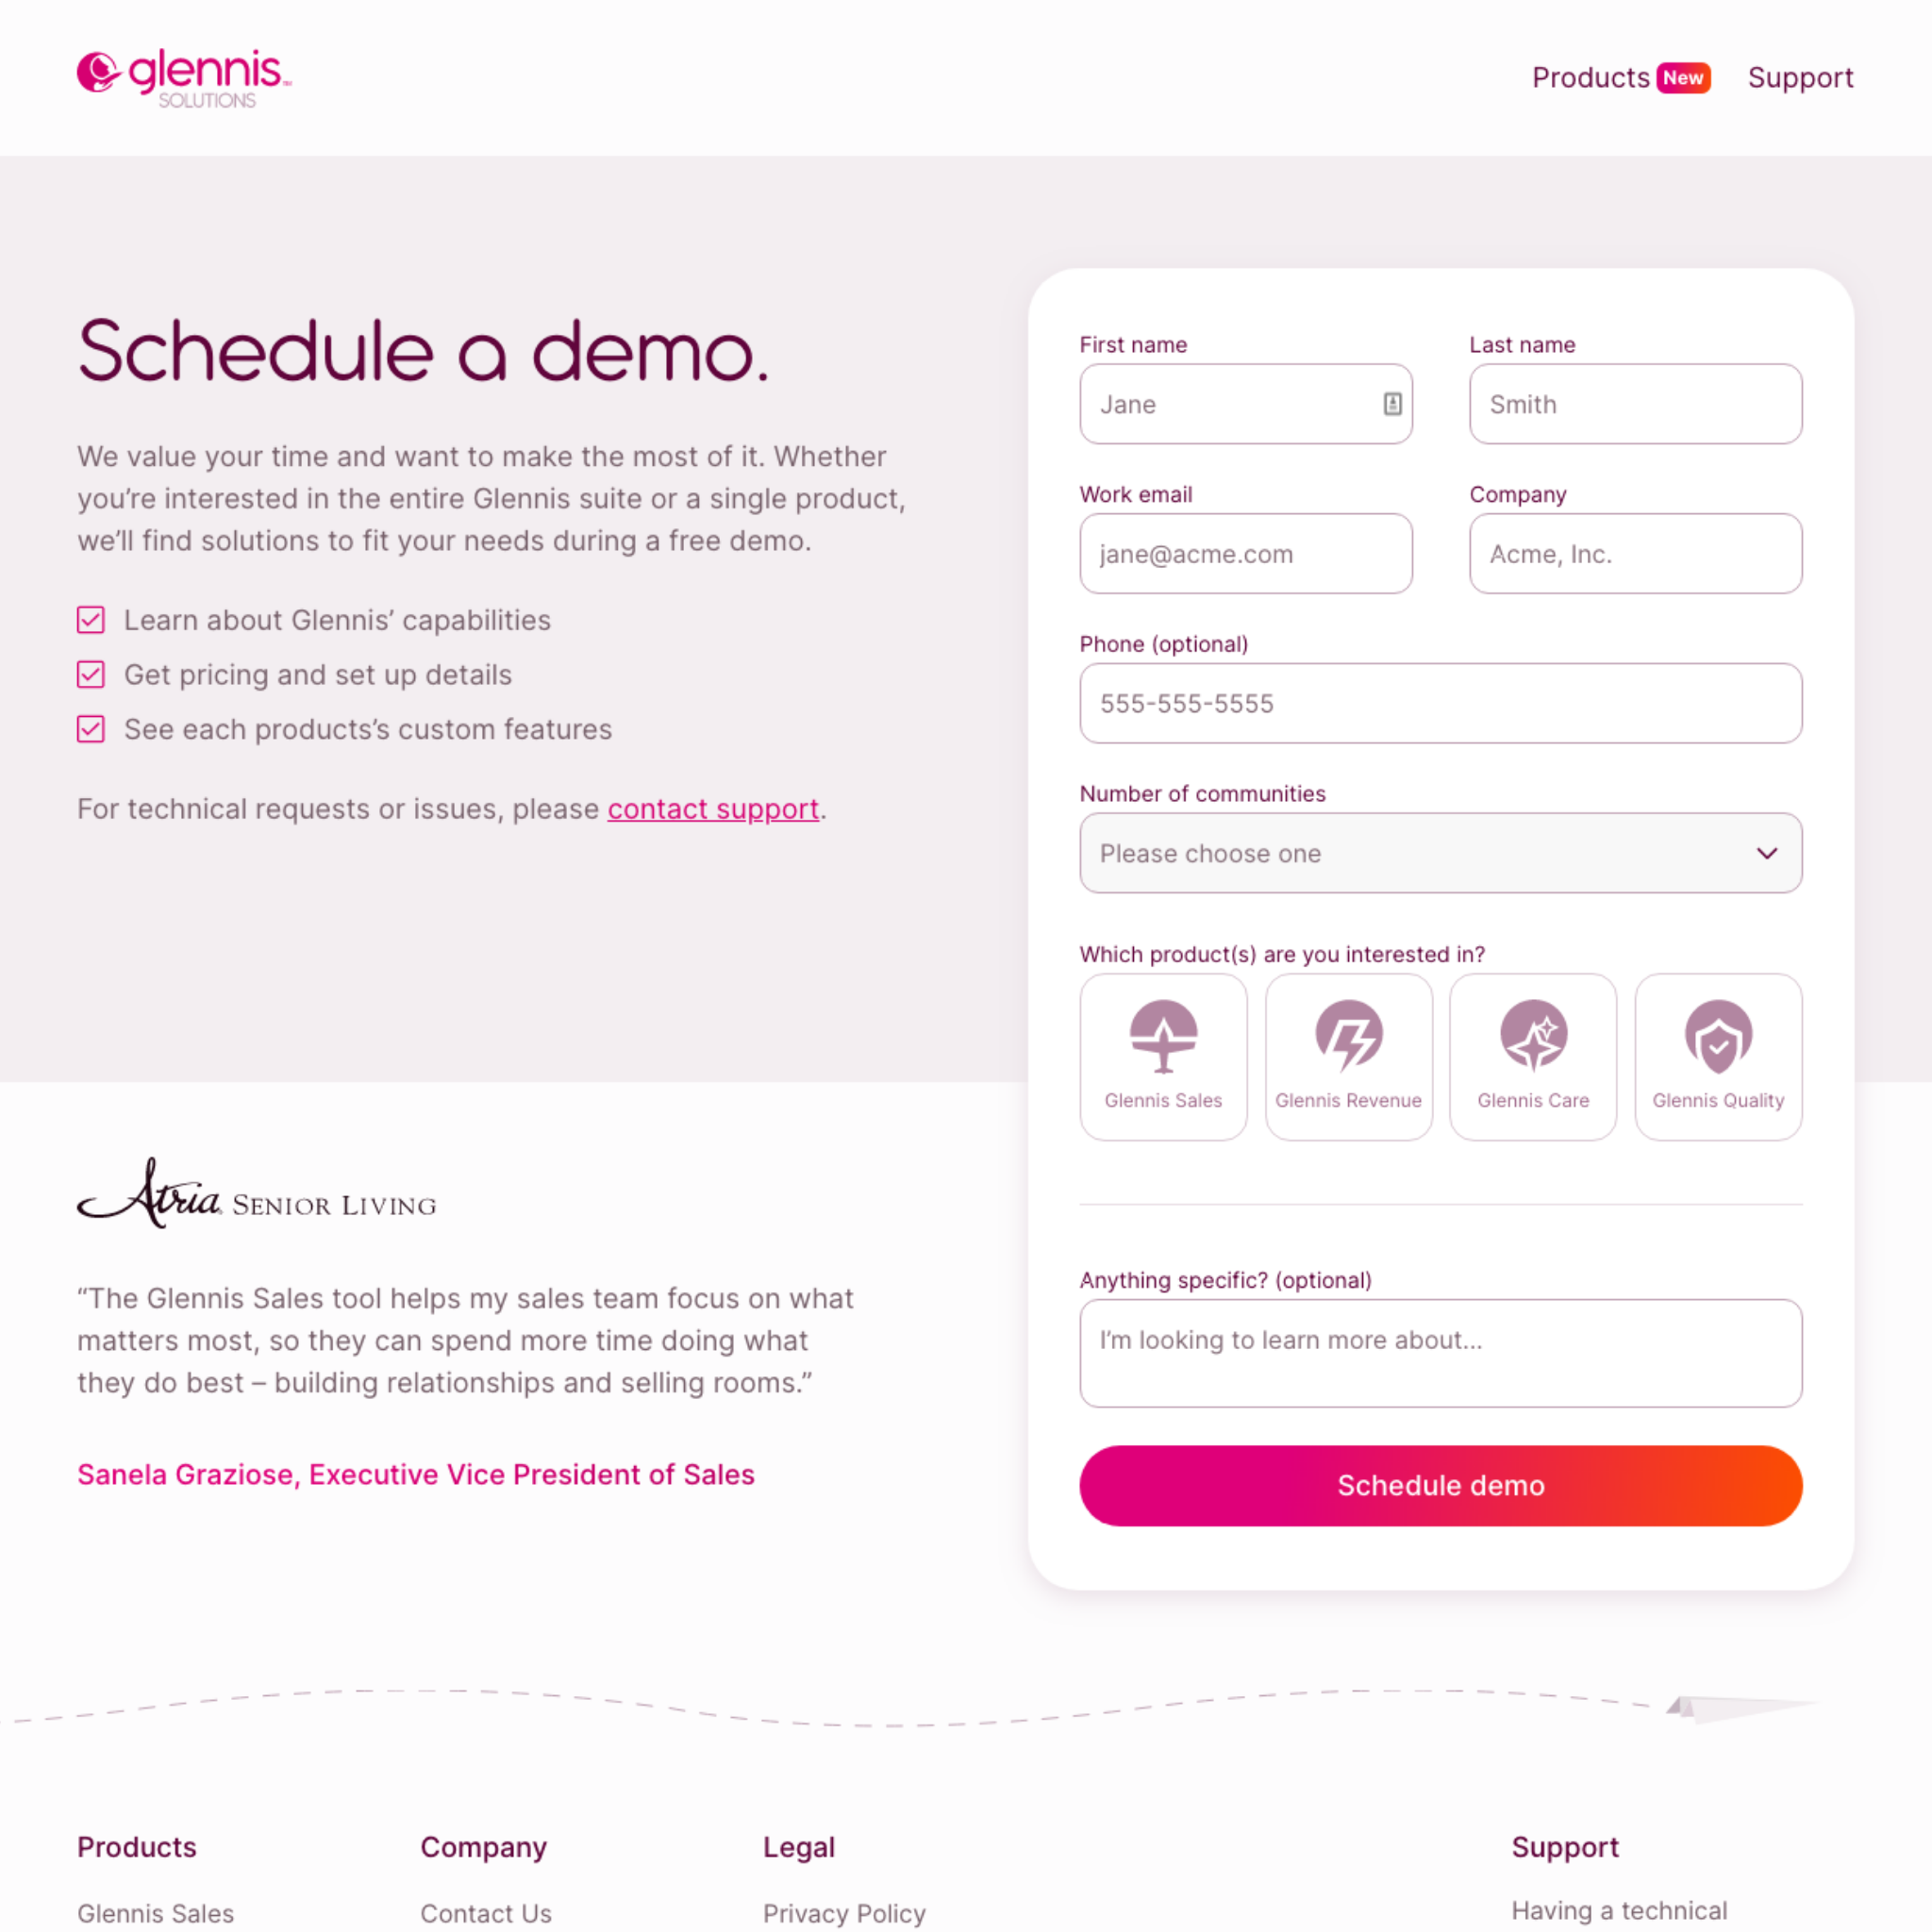 glennis™
SOLUTIONS
Products New Support
Schedule a demo.
We value your time and want to make the most of it. Whether
you’re interested in the entire Glennis suite or a single product,
we’ll find solutions to fit your needs during a free demo.
Learn about Glennis’ capabilities
Get pricing and set up details
See each products’s custom features
For technical requests or issues, please contact support.
First name
Jane
Last name
Smith
Work email
jane@acme.com
Company
Acme, Inc.
Phone (optional)
555-555-5555
Number of communities
Please choose one
Which product(s) are you interested in?
Glennis Sales
Glennis Revenue
Glennis Care
Glennis Quality
Anything specific? (optional)
I’m looking to learn more about...
Schedule demo
Atria® SENIOR LIVING
“The Glennis Sales tool helps my sales team focus on what
matters most, so they can spend more time doing what
they do best – building relationships and selling rooms.”
Sanela Graziose, Executive Vice President of Sales
Products
Glennis Sales
Company
Contact Us
Legal
Privacy Policy
Support
Having a technical